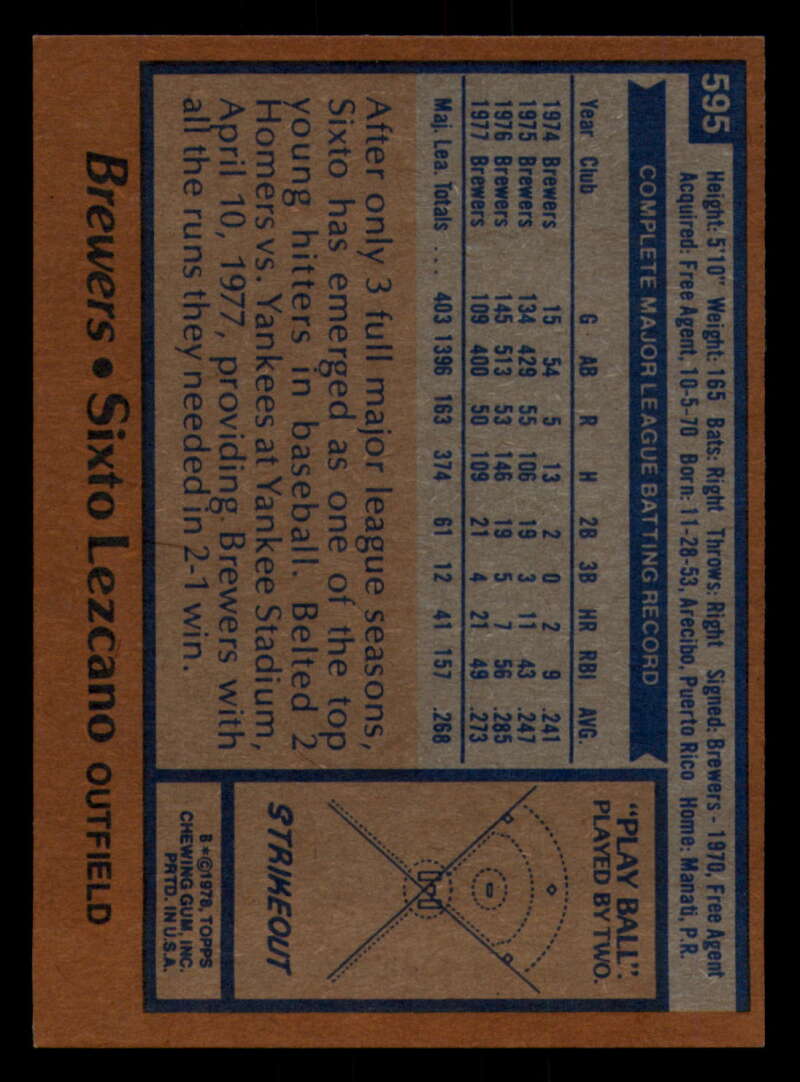 595
Height: 5'10" Weight: 165 Bats: Right Throws: Right Signed: Brewers - 1970, Free Agent
Acquired: Free Agent, 10-5-70 Born: 11-28-53, Arecibo, Puerto Rico Home: Manati, P.R.
COMPLETE MAJOR LEAGUE BATTING RECORD
Year Club G AB R H 2B 3B HR RBI AVG.
1974 Brewers 15 54 5 13 2 0 2 9 .241
1975 Brewers 134 429 55 106 19 3 11 43 .247
1976 Brewers 145 513 53 146 19 5 7 56 .285
1977 Brewers 109 400 50 109 21 4 21 49 .273
Maj. Lea. Totals ... 403 1396 163 374 61 12 41 157 .268
After only 3 full major league seasons,
Sixto has emerged as one of the top
young hitters in baseball. Belted 2
Homers vs. Yankees at Yankee Stadium,
April 10, 1977, providing Brewers with
all the runs they needed in 2-1 win.
"PLAY BALL":
PLAYED BY TWO.
STRIKEOUT
B*©1978, TOPPS
CHEWING GUM, INC.
PRTD. IN U.S.A.
Brewers • Sixto Lezcano OUTFIELD